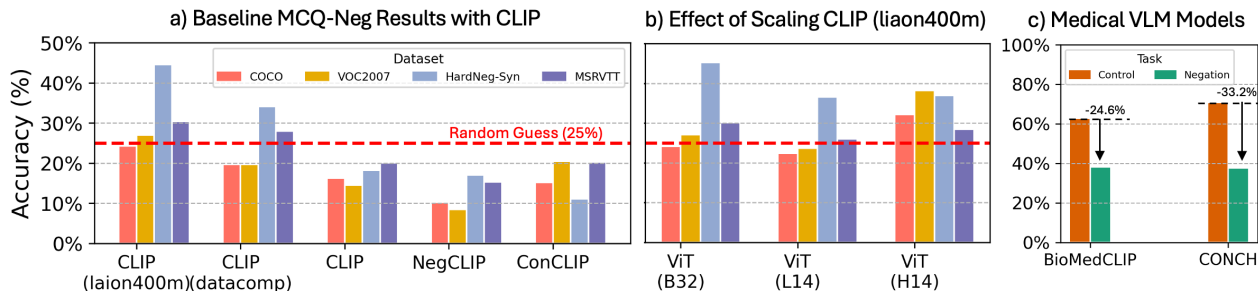 a) Baseline MCQ-Neg Results with CLIP
50%
40%
30%
20%
10%
0%
Accuracy (%)
Dataset
COCO VOC2007 HardNeg-Syn MSRVTT
Random Guess (25%)
CLIP
(laion400m)
CLIP
(datacomp)
CLIP
NegCLIP
ConCLIP
b) Effect of Scaling CLIP (liaon400m)
ViT
(B32)
ViT
(L14)
ViT
(H14)
c) Medical VLM Models
100%
80%
60%
40%
20%
0%
Task
Control Negation
-24.6%
-33.2%
BioMedCLIP
CONCH